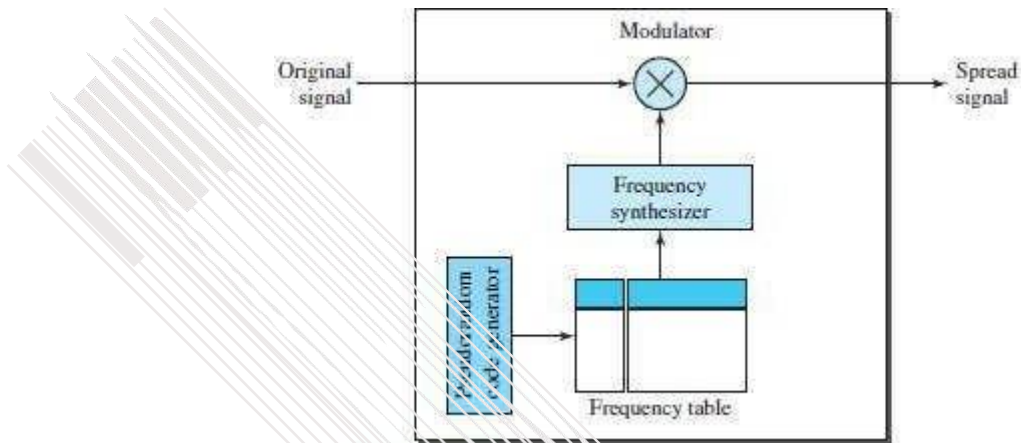 Modulator
Original
signal
Spread
signal
Frequency
synthesizer
Pseudorandom
code generator
Frequency table